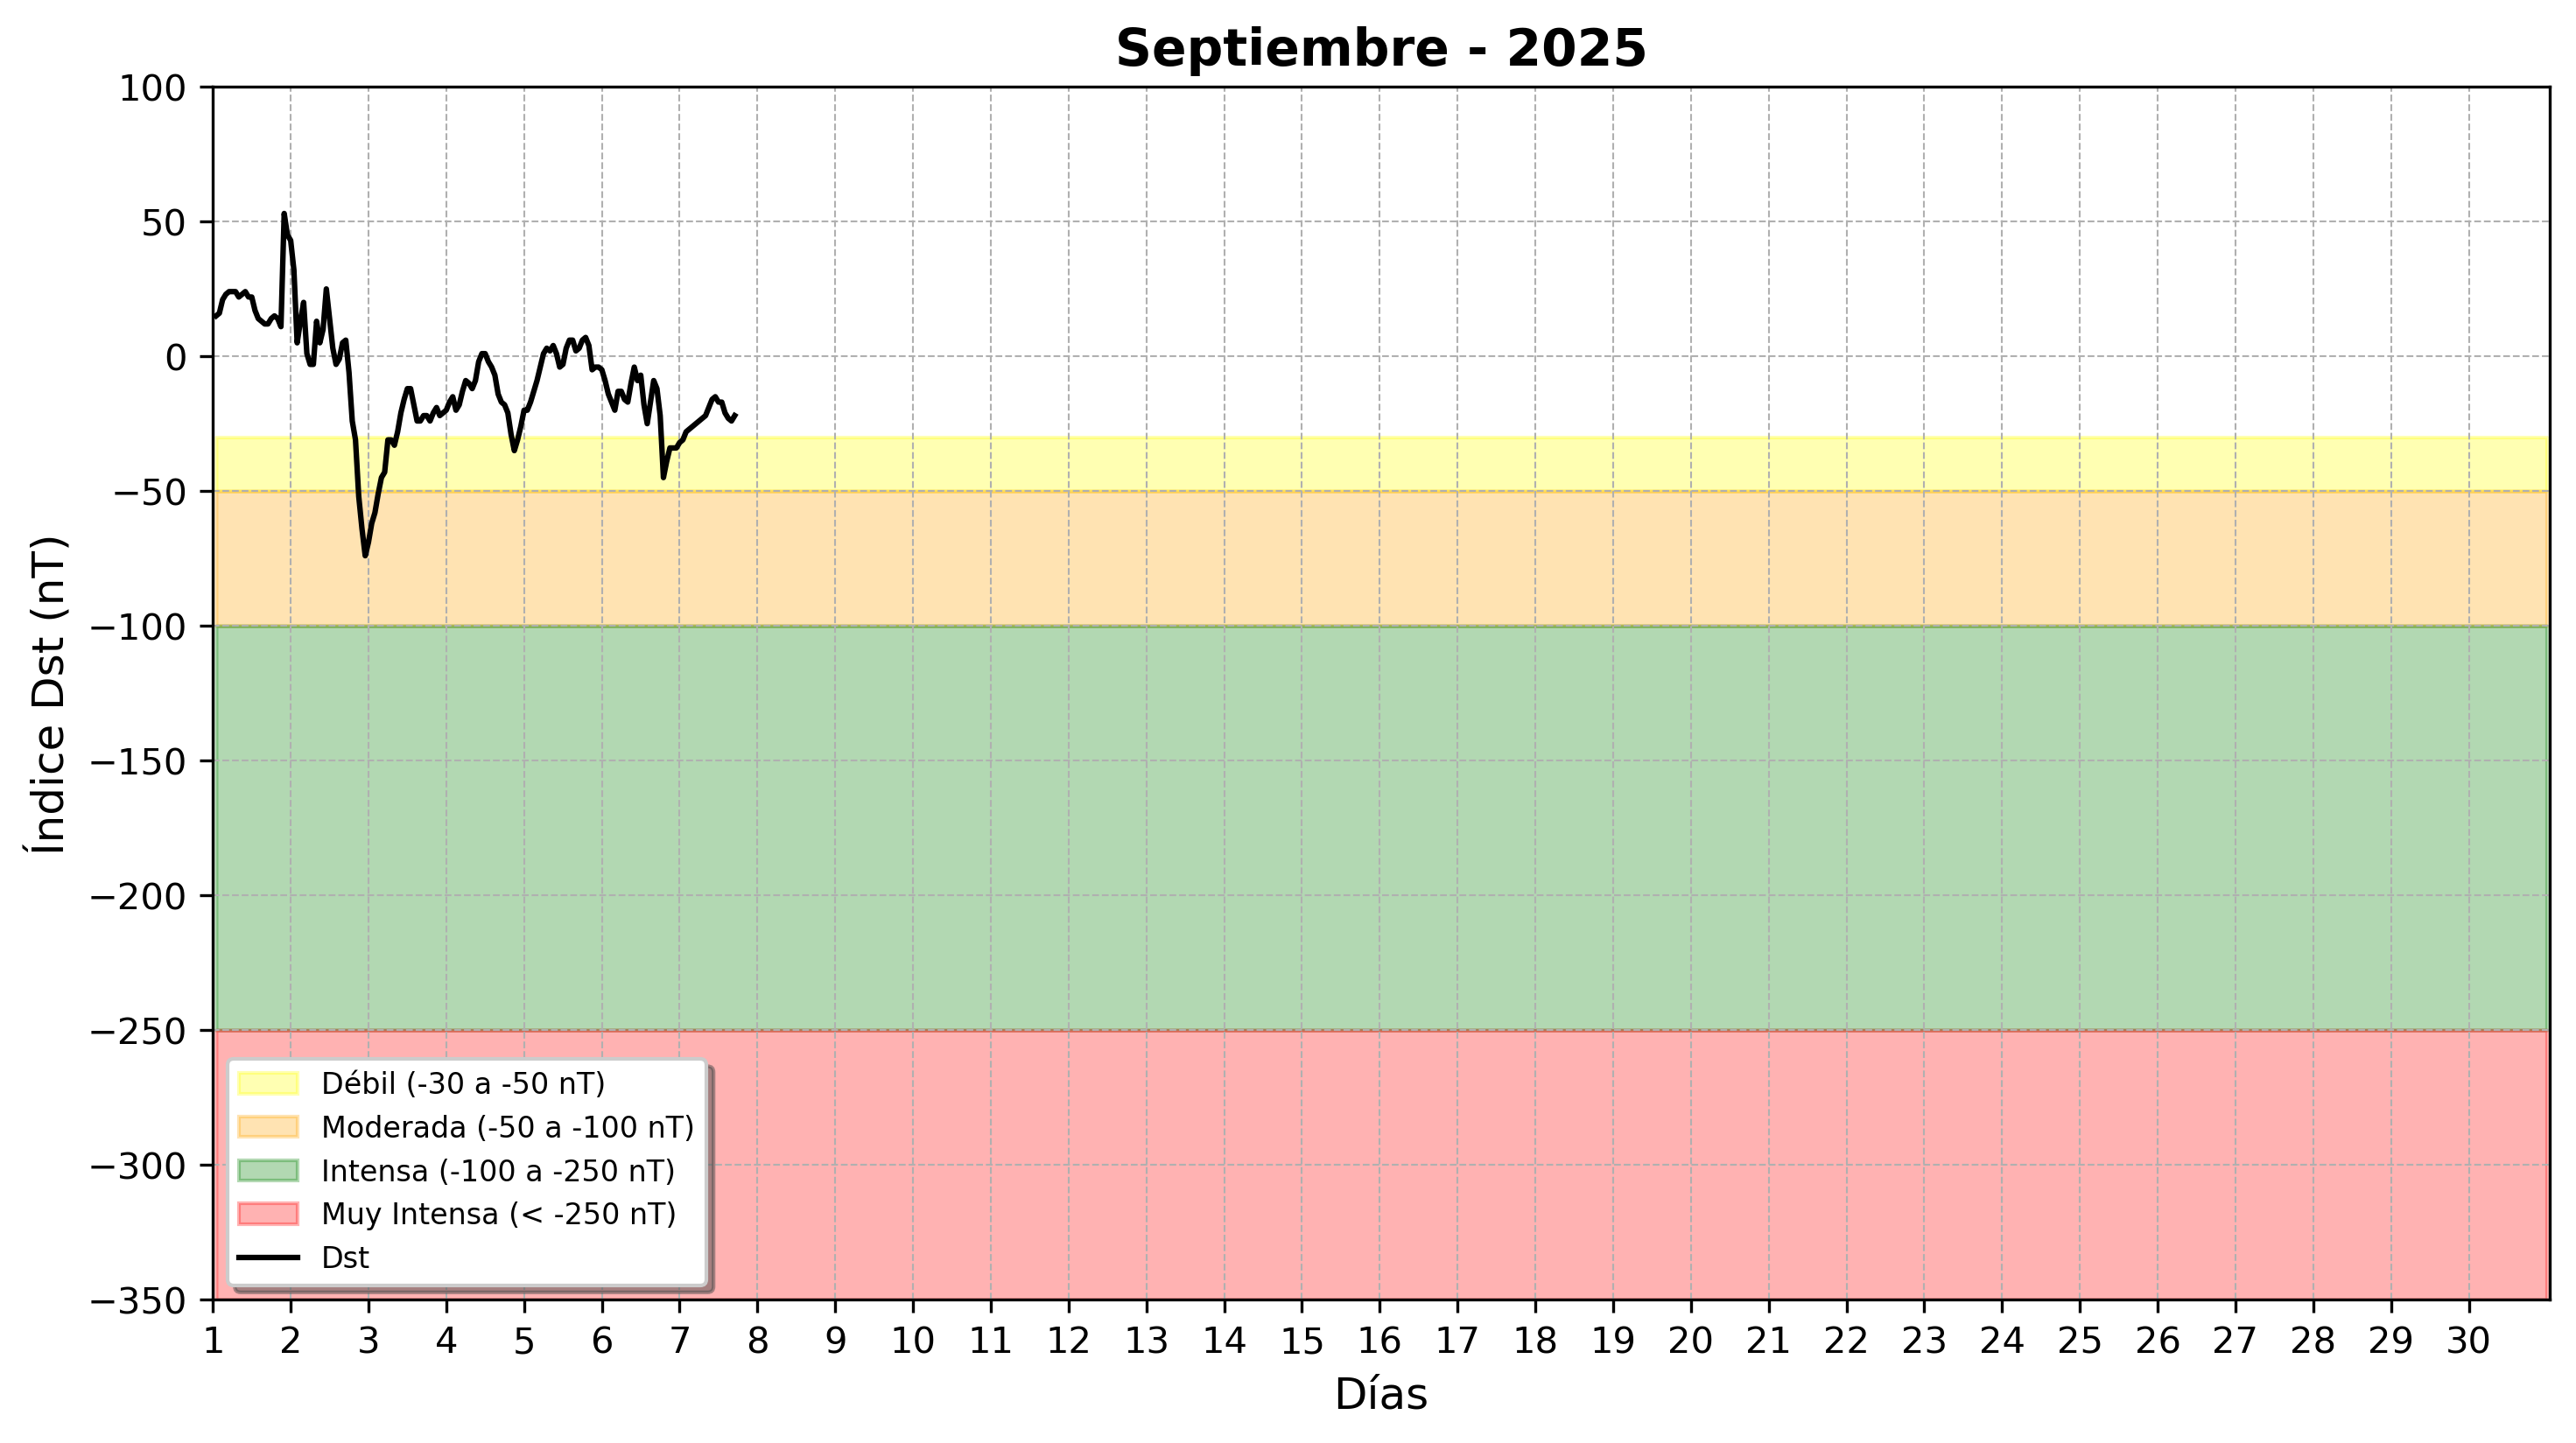 Septiembre - 2025
100
50
0
−50
−100
−150
−200
−250
−300
−350
Índice Dst (nT)
Débil (-30 a -50 nT)
Moderada (-50 a -100 nT)
Intensa (-100 a -250 nT)
Muy Intensa (< -250 nT)
Dst
1 2 3 4 5 6 7 8 9 10 11 12 13 14 15 16 17 18 19 20 21 22 23 24 25 26 27 28 29 30
Días